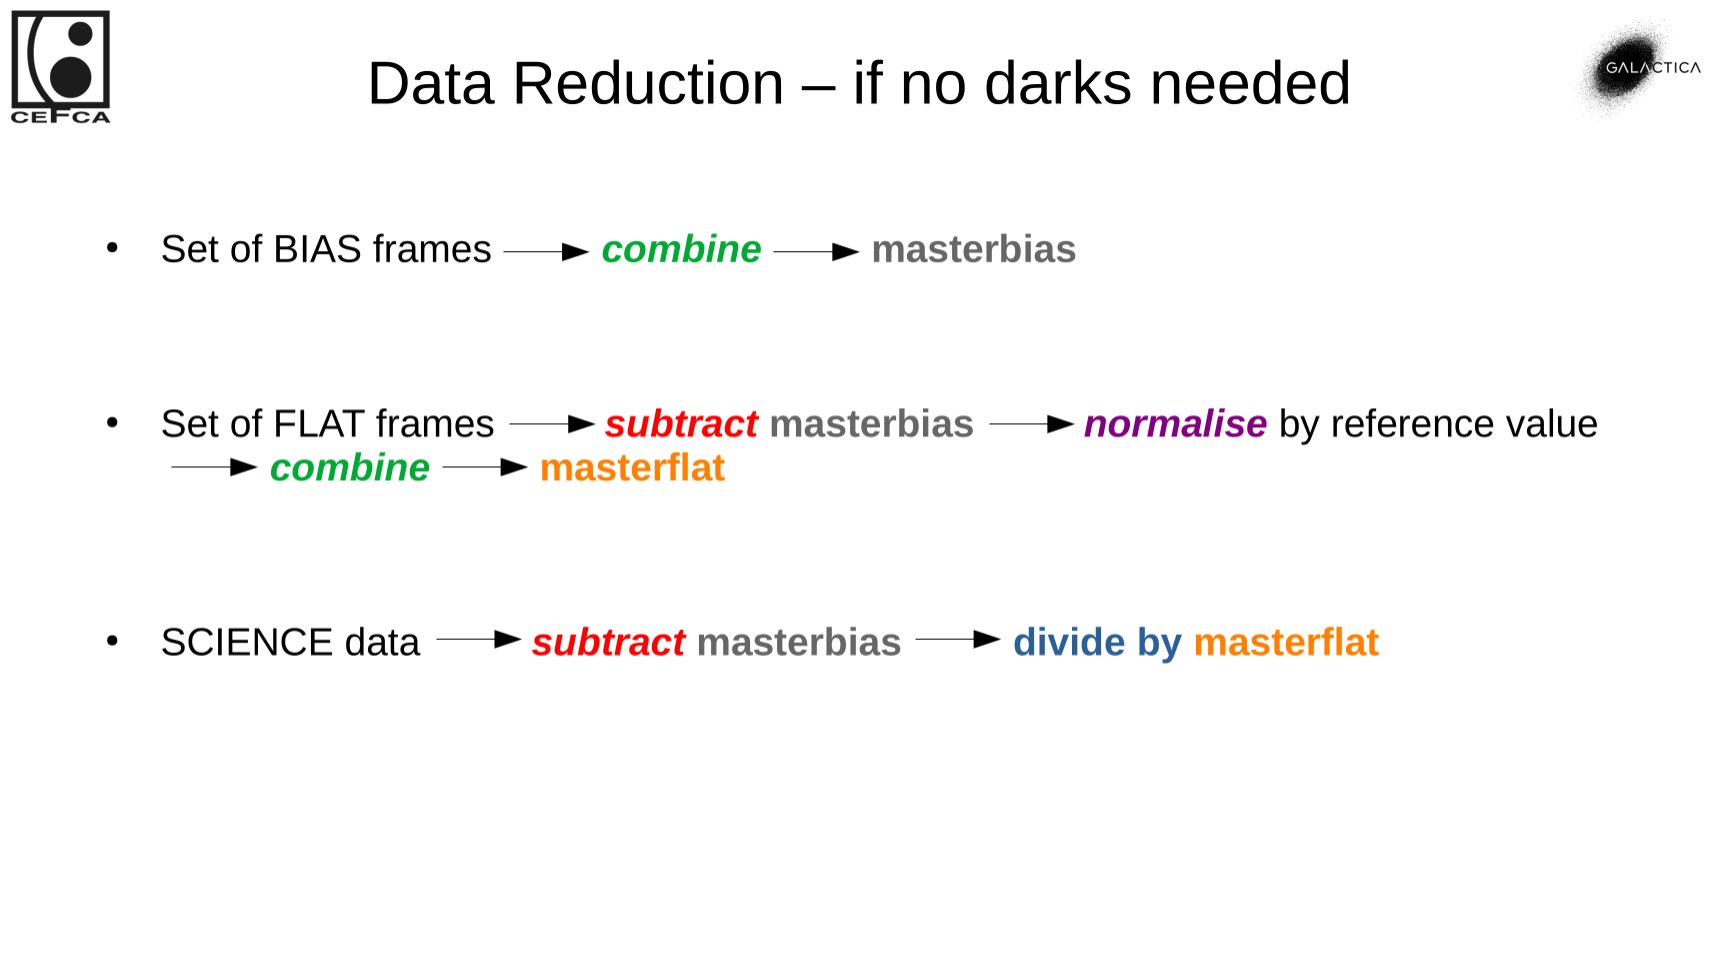 CEFCA
Data Reduction – if no darks needed
GALACTICA
• Set of BIAS frames combine masterbias
• Set of FLAT frames subtract masterbias normalise by reference value
combine masterflat
• SCIENCE data subtract masterbias divide by masterflat